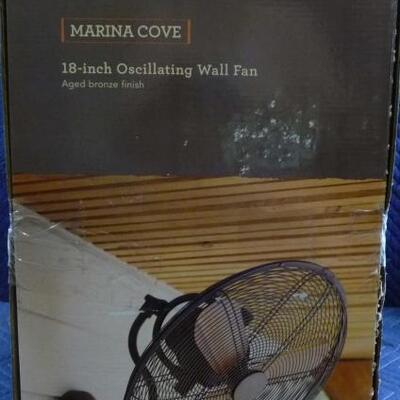 MARINA COVE
18-inch Oscillating Wall Fan
Aged bronze finish